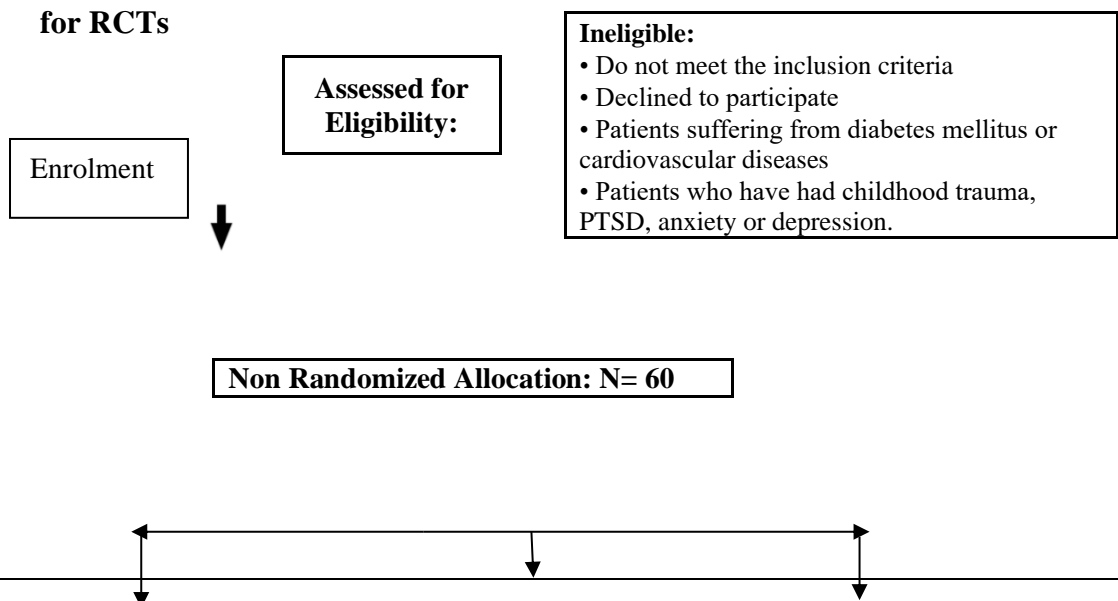 for RCTs
Assessed for
Eligibility:
Ineligible:
• Do not meet the inclusion criteria
• Declined to participate
• Patients suffering from diabetes mellitus or
cardiovascular diseases
• Patients who have had childhood trauma,
PTSD, anxiety or depression.
Enrolment
Non Randomized Allocation: N= 60